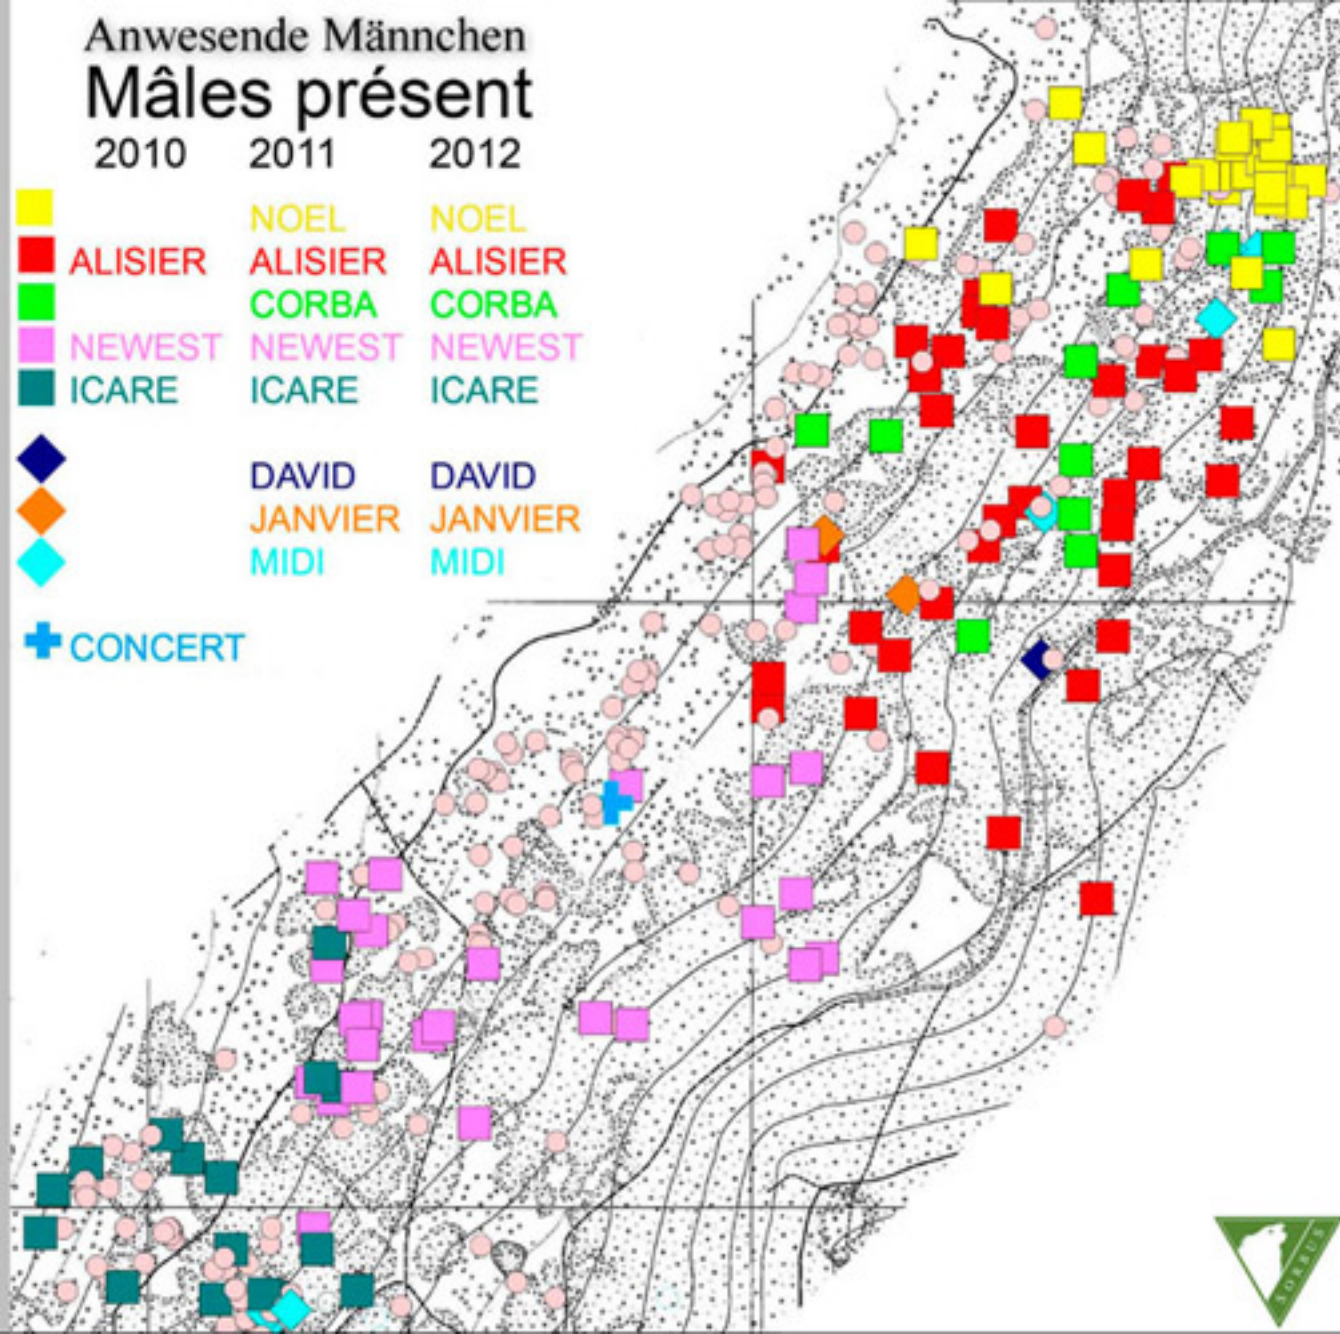 Anwesende Männchen
Mâles présent
2010 2011 2012
NOEL NOEL
ALISIER ALISIER ALISIER
CORBA CORBA
NEWEST NEWEST NEWEST
ICARE ICARE ICARE
DAVID DAVID
JANVIER JANVIER
MIDI MIDI
CONCERT
SORBUS